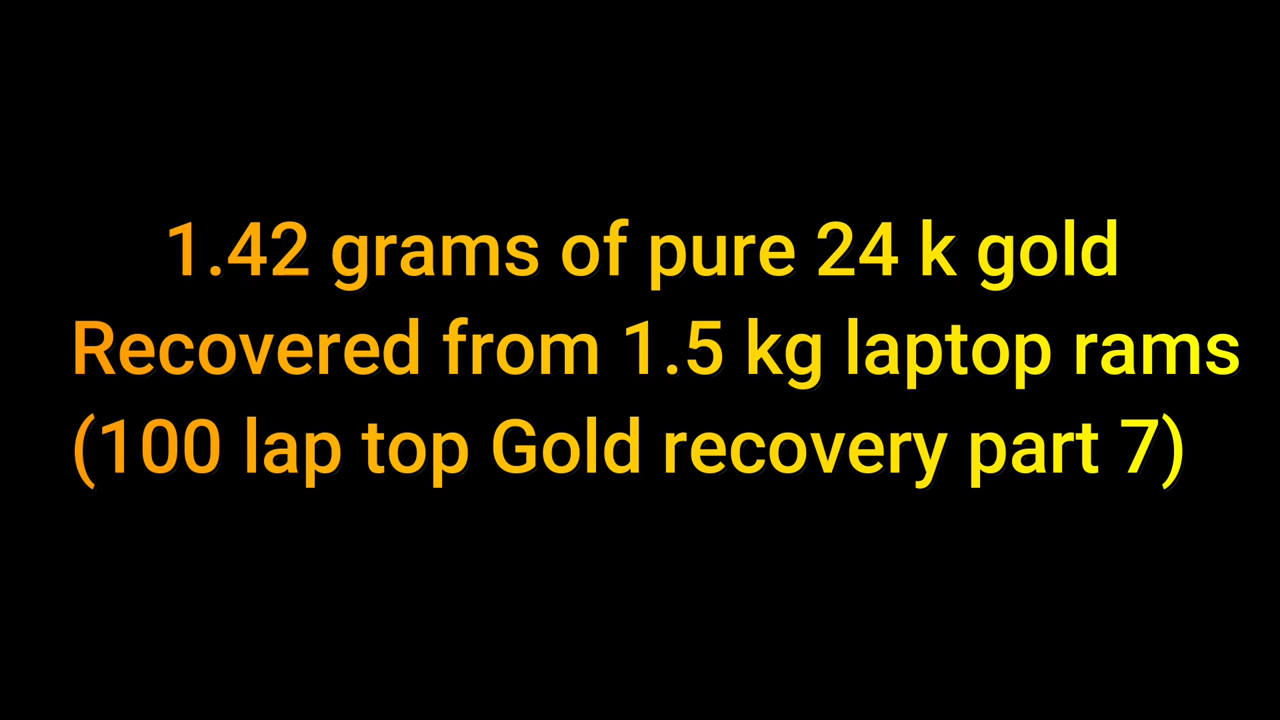 1.42 grams of pure 24 k gold
Recovered from 1.5 kg laptop rams
(100 lap top Gold recovery part 7)